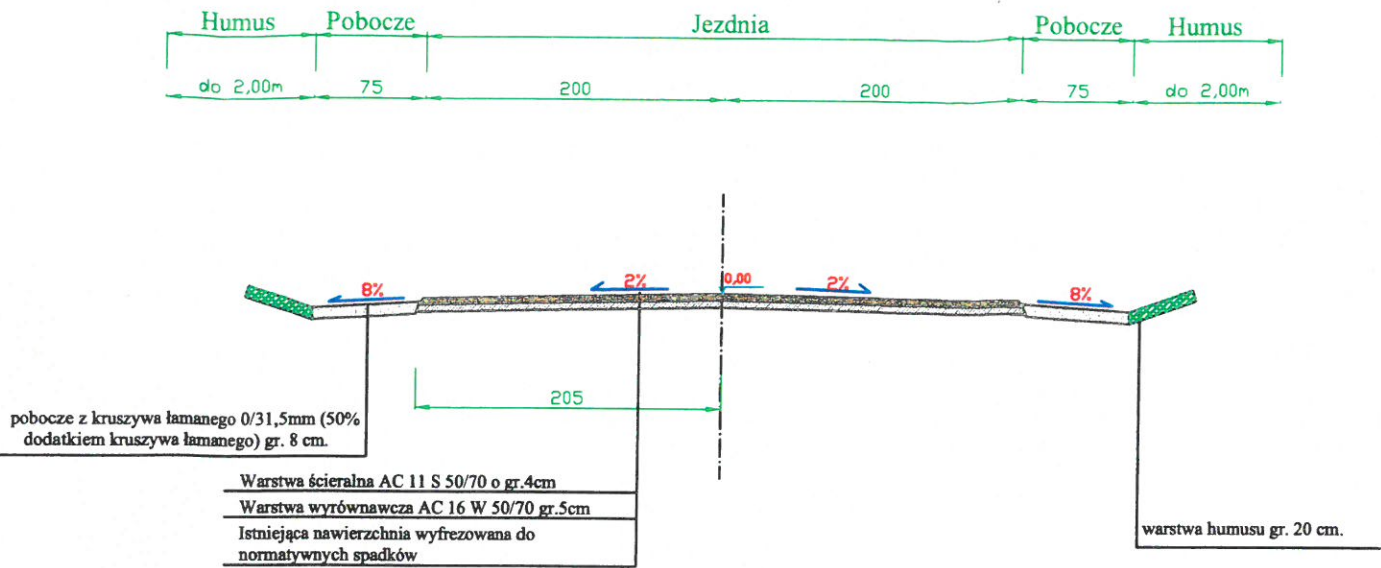 Humus Pobocze Jezdnia Pobocze Humus
do 2,00m 75 200 200 75 do 2,00m
8% 2% 0,00 2% 8%
205
pobocze z kruszywa łamanego 0/31,5mm (50%
dodatkiem kruszywa łamanego) gr. 8 cm.
Warstwa ścieralna AC 11 S 50/70 o gr.4cm
Warstwa wyrównawcza AC 16 W 50/70 gr.5cm
Istniejąca nawierzchnia wyfrezowana do
normatywnych spadków
warstwa humusu gr. 20 cm.